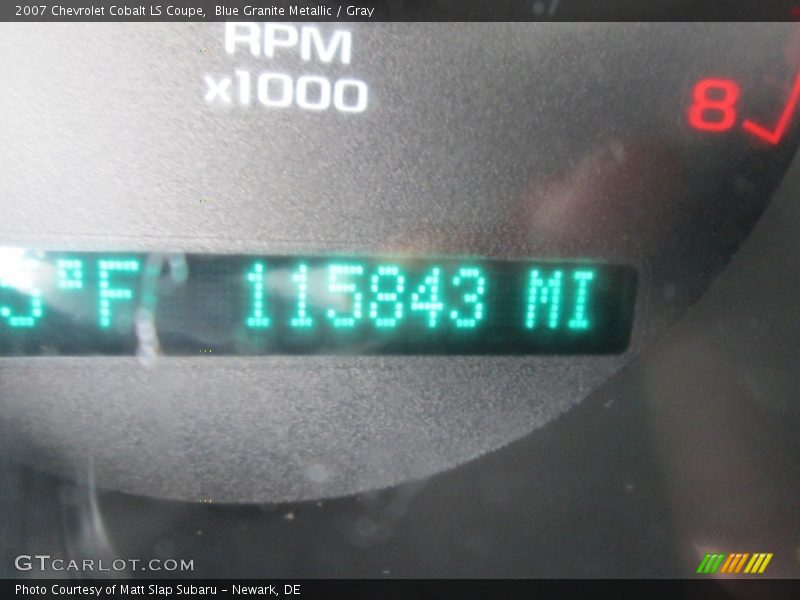 2007 Chevrolet Cobalt LS Coupe, Blue Granite Metallic / Gray
RPM
x1000
8
5°F 115843 MI
GTCARLOT.COM
Photo Courtesy of Matt Slap Subaru - Newark, DE